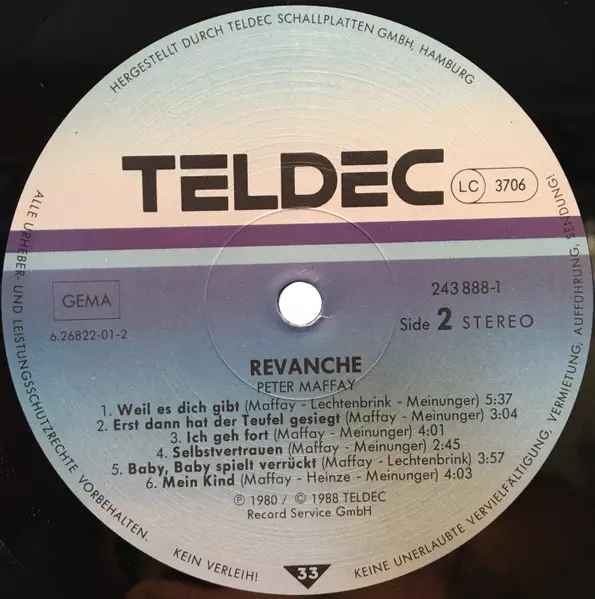 HERGESTELLT DURCH TELDEC SCHALLPLATTEN GMBH, HAMBURG
TELDEC
LC 3706
GEMA
6.26822-01-2
243 888-1
Side 2 STEREO
REVANCHE
PETER MAFFAY
1. Weil es dich gibt (Maffay - Lechtenbrink - Meinunger) 5:37
2. Erst dann hat der Teufel gesiegt (Maffay - Meinunger) 3:04
3. Ich geh fort (Maffay - Meinunger) 4:01
4. Selbstvertrauen (Maffay - Meinunger) 2:45
5. Baby, Baby spielt verrückt (Maffay - Lechtenbrink) 3:57
6. Mein Kind (Maffay - Heinze - Meinunger) 4:03
℗ 1980 / © 1988 TELDEC
Record Service GmbH
33
ALLE URHEBER- UND LEISTUNGSSCHUTZRECHTE VORBEHALTEN.
KEIN VERLEIH!
KEINE UNERLAUBTE VERVIELFÄLTIGUNG, VERMIETUNG, AUFFÜHRUNG, SENDUNG!